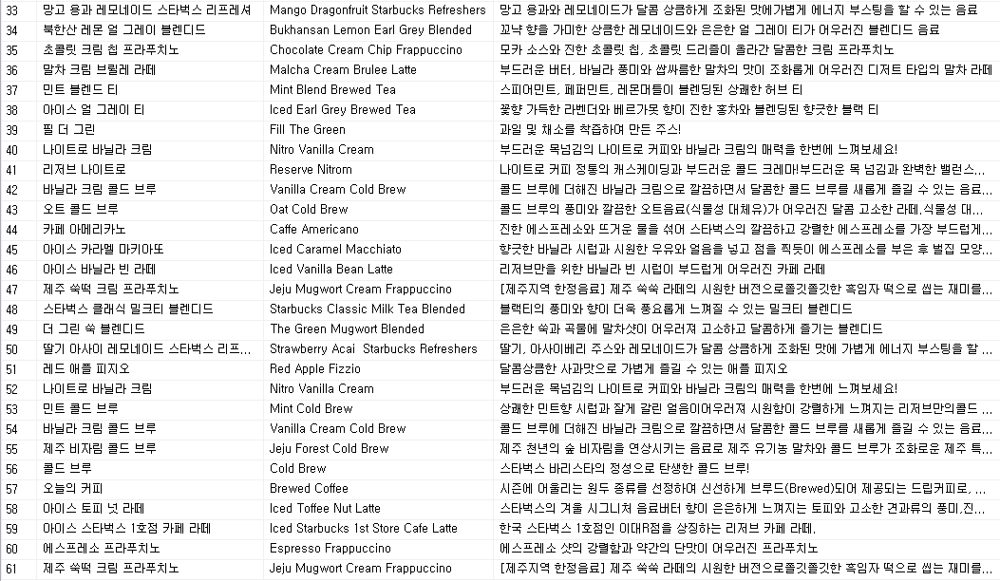 33 망고 용과 레모네이드 스타벅스 리프레셔 Mango Dragonfruit Starbucks Refreshers 망고 용과와 레모네이드가 달콤 상큼하게 조화된 맛에가볍게 에너지 부스팅을 할 수 있는 음료
34 북한산 레몬 얼 그레이 블렌디드 Bukhansan Lemon Earl Grey Blended 꼬냑 향을 가미한 상큼한 레모네이드와 은은한 얼 그레이 티가 어우러진 블렌디드 음료
35 초콜릿 크림 칩 프라푸치노 Chocolate Cream Chip Frappuccino 모카 소스와 진한 초콜릿 칩, 초콜릿 드리즐이 올라간 달콤한 크림 프라푸치노
36 말차 크림 브륄레 라떼 Malcha Cream Brulee Latte 부드러운 버터, 바닐라 풍미와 쌉싸름한 말차의 맛이 조화롭게 어우러진 디저트 타입의 말차 라떼
37 민트 블렌드 티 Mint Blend Brewed Tea 스피어민트, 페퍼민트, 레몬머틀이 블렌딩된 상쾌한 허브 티
38 아이스 얼 그레이 티 Iced Earl Grey Brewed Tea 꽃향 가득한 라벤더와 베르가못 향이 진한 홍차와 블렌딩된 향긋한 블랙 티
39 필 더 그린 Fill The Green 과일 및 채소를 착즙하여 만든 주스!
40 나이트로 바닐라 크림 Nitro Vanilla Cream 부드러운 목넘김의 나이트로 커피와 바닐라 크림의 매력을 한번에 느껴보세요!
41 리저브 나이트로 Reserve Nitrom 나이트로 커피 정통의 캐스케이딩과 부드러운 콜드 크레마!부드러운 목 넘김과 완벽한 밸런스...
42 바닐라 크림 콜드 브루 Vanilla Cream Cold Brew 콜드 브루에 더해진 바닐라 크림으로 깔끔하면서 달콤한 콜드 브루를 새롭게 즐길 수 있는 음료...
43 오트 콜드 브루 Oat Cold Brew 콜드 브루의 풍미와 깔끔한 오트음료(식물성 대체유)가 어우러진 달콤 고소한 라떼.식물성 대...
44 카페 아메리카노 Caffe Americano 진한 에스프레소와 뜨거운 물을 섞어 스타벅스의 깔끔하고 강렬한 에스프레소를 가장 부드럽게...
45 아이스 카라멜 마키아또 Iced Caramel Macchiato 향긋한 바닐라 시럽과 시원한 우유와 얼음을 넣고 점을 찍듯이 에스프레소를 부은 후 벌집 모양...
46 아이스 바닐라 빈 라떼 Iced Vanilla Bean Latte 리저브만을 위한 바닐라 빈 시럽이 부드럽게 어우러진 카페 라떼
47 제주 쑥떡 크림 프라푸치노 Jeju Mugwort Cream Frappuccino [제주지역 한정음료] 제주 쑥쑥 라떼의 시원한 버전으로쫄깃쫄깃한 흑임자 떡으로 씹는 재미를...
48 스타벅스 클래식 밀크티 블렌디드 Starbucks Classic Milk Tea Blended 블랙티의 풍미와 향이 더욱 풍요롭게 느껴질 수 있는 밀크티 블렌디드
49 더 그린 쑥 블렌디드 The Green Mugwort Blended 은은한 쑥과 곡물에 말차샷이 어우러져 고소하고 달콤하게 즐기는 블렌디드
50 딸기 아사이 레모네이드 스타벅스 리프... Strawberry Acai Starbucks Refreshers 딸기, 아사이베리 주스와 레모네이드가 달콤 상큼하게 조화된 맛에 가볍게 에너지 부스팅을 할 ...
51 레드 애플 피지오 Red Apple Fizzio 달콤상큼한 사과맛으로 가볍게 즐길 수 있는 애플 피지오
52 나이트로 바닐라 크림 Nitro Vanilla Cream 부드러운 목넘김의 나이트로 커피와 바닐라 크림의 매력을 한번에 느껴보세요!
53 민트 콜드 브루 Mint Cold Brew 상쾌한 민트향 시럽과 잘게 갈린 얼음이어우러져 시원함이 강렬하게 느껴지는 리저브만의콜드 ...
54 바닐라 크림 콜드 브루 Vanilla Cream Cold Brew 콜드 브루에 더해진 바닐라 크림으로 깔끔하면서 달콤한 콜드 브루를 새롭게 즐길 수 있는 음료...
55 제주 비자림 콜드 브루 Jeju Forest Cold Brew 제주 천년의 숲 비자림을 연상시키는 음료로 제주 유기농 말차와 콜드 브루가 조화로운 제주 특...
56 콜드 브루 Cold Brew 스타벅스 바리스타의 정성으로 탄생한 콜드 브루!
57 오늘의 커피 Brewed Coffee 시즌에 어울리는 원두 종류를 선정하여 신선하게 브루드(Brewed)되어 제공되는 드립커피로, ...
58 아이스 토피 넛 라떼 Iced Toffee Nut Latte 스타벅스의 겨울 시그니처 음료버터 향이 은은하게 느껴지는 토피와 고소한 견과류의 풍미,진...
59 아이스 스타벅스 1호점 카페 라떼 Iced Starbucks 1st Store Cafe Latte 한국 스타벅스 1호점인 이대R점을 상징하는 리저브 카페 라떼.
60 에스프레소 프라푸치노 Espresso Frappuccino 에스프레소 샷의 강렬함과 약간의 단맛이 어우러진 프라푸치노
61 제주 쑥떡 크림 프라푸치노 Jeju Mugwort Cream Frappuccino [제주지역 한정음료] 제주 쑥쑥 라떼의 시원한 버전으로쫄깃쫄깃한 흑임자 떡으로 씹는 재미를...